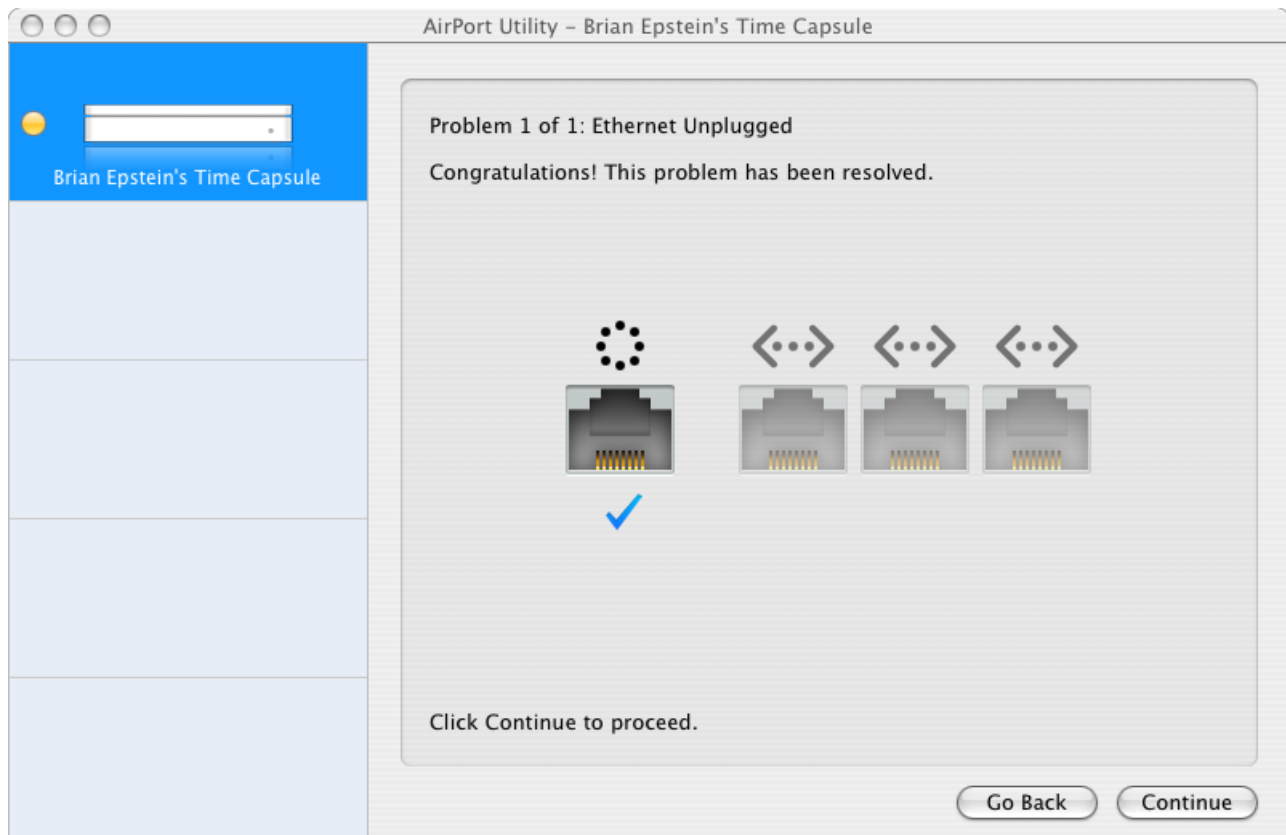 AirPort Utility – Brian Epstein's Time Capsule
Brian Epstein's Time Capsule
Problem 1 of 1: Ethernet Unplugged
Congratulations! This problem has been resolved.
Click Continue to proceed.
Go Back
Continue